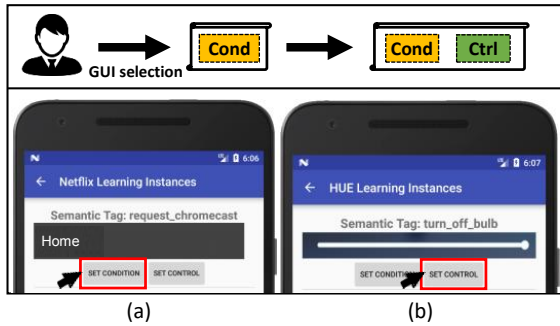 GUI selection
Cond
Cond Ctrl
N 6:06
← Netflix Learning Instances
Semantic Tag: request_chromecast
Home
SET CONDITION SET CONTROL
(a)
N 6:07
← HUE Learning Instances
Semantic Tag: turn_off_bulb
SET CONDITION SET CONTROL
(b)